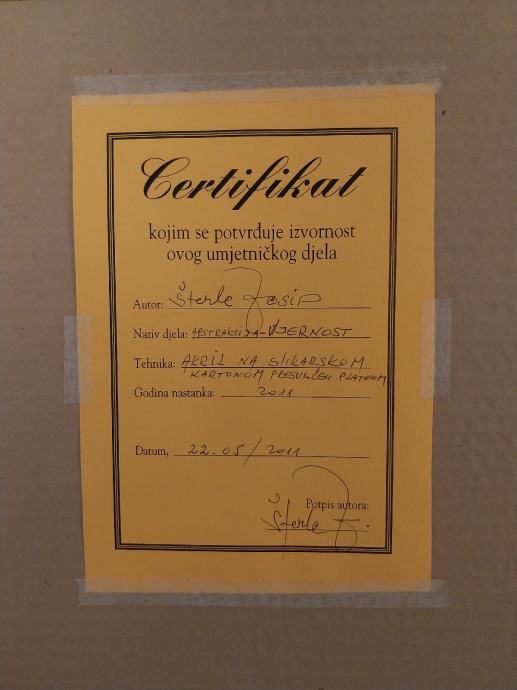 Certifikat
kojim se potvrđuje izvornost
ovog umjetničkog djela
Autor: Šterle Josip
Naziv djela: APSTRAKCIJA-VJERNOST
Tehnika: AKRIL NA SLIKARSKOM
KARTONOM PRESVUČEN PLATNOM
Godina nastanka: 2011
Datum, 22.05/2011
Potpis autora:
Šterle J.